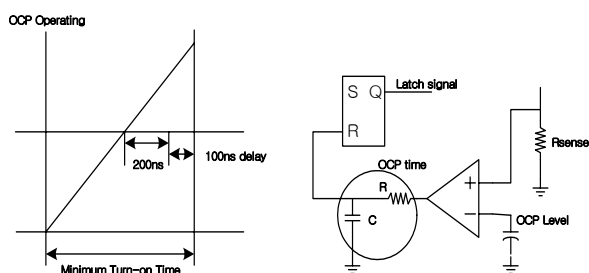 OCP Operating
200ns
100ns delay
Minimum Turn-on Time
S Q
R
Latch signal
OCP time
R
C
+
−
Rsense
OCP Level